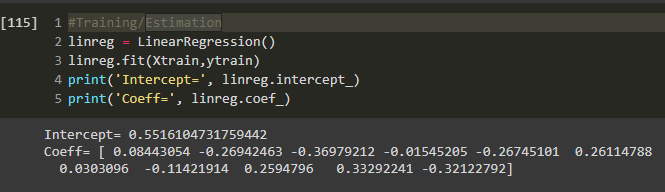 [115] 1 #Training/Estimation
2 linreg = LinearRegression()
3 linreg.fit(Xtrain,ytrain)
4 print('Intercept=', linreg.intercept_)
5 print('Coeff=', linreg.coef_)
Intercept= 0.5516104731759442
Coeff= [ 0.08443054 -0.26942463 -0.36979212 -0.01545205 -0.26745101  0.26114788
  0.0303096  -0.11421914  0.2594796   0.33292241 -0.32122792]